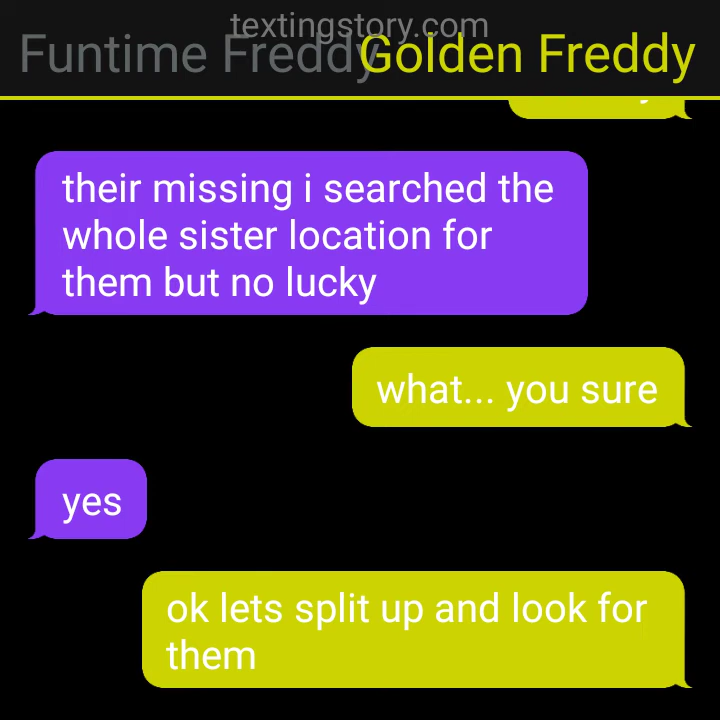 textingstory.com
Funtime Freddy Golden Freddy
their missing i searched the
whole sister location for
them but no lucky
what... you sure
yes
ok lets split up and look for
them